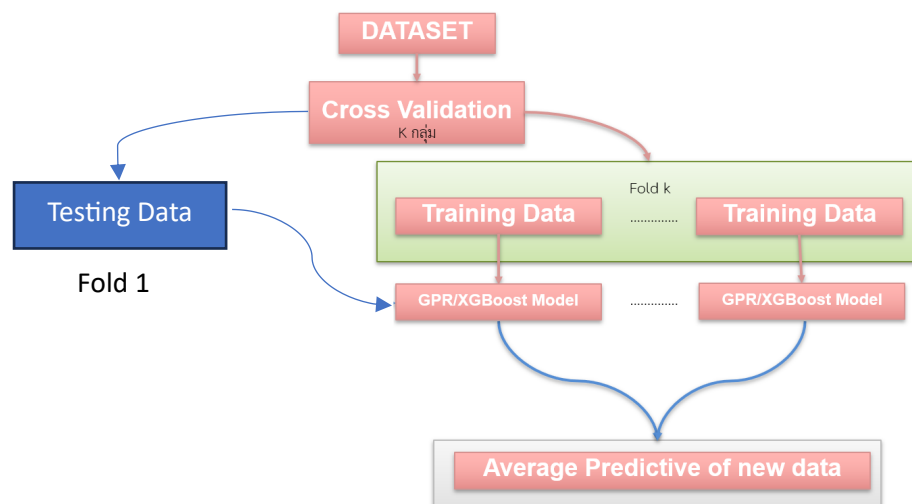 DATASET
Cross Validation
K กลุ่ม
Testing Data
Fold 1
Fold k
Training Data
..............
Training Data
GPR/XGBoost Model
..............
GPR/XGBoost Model
Average Predictive of new data